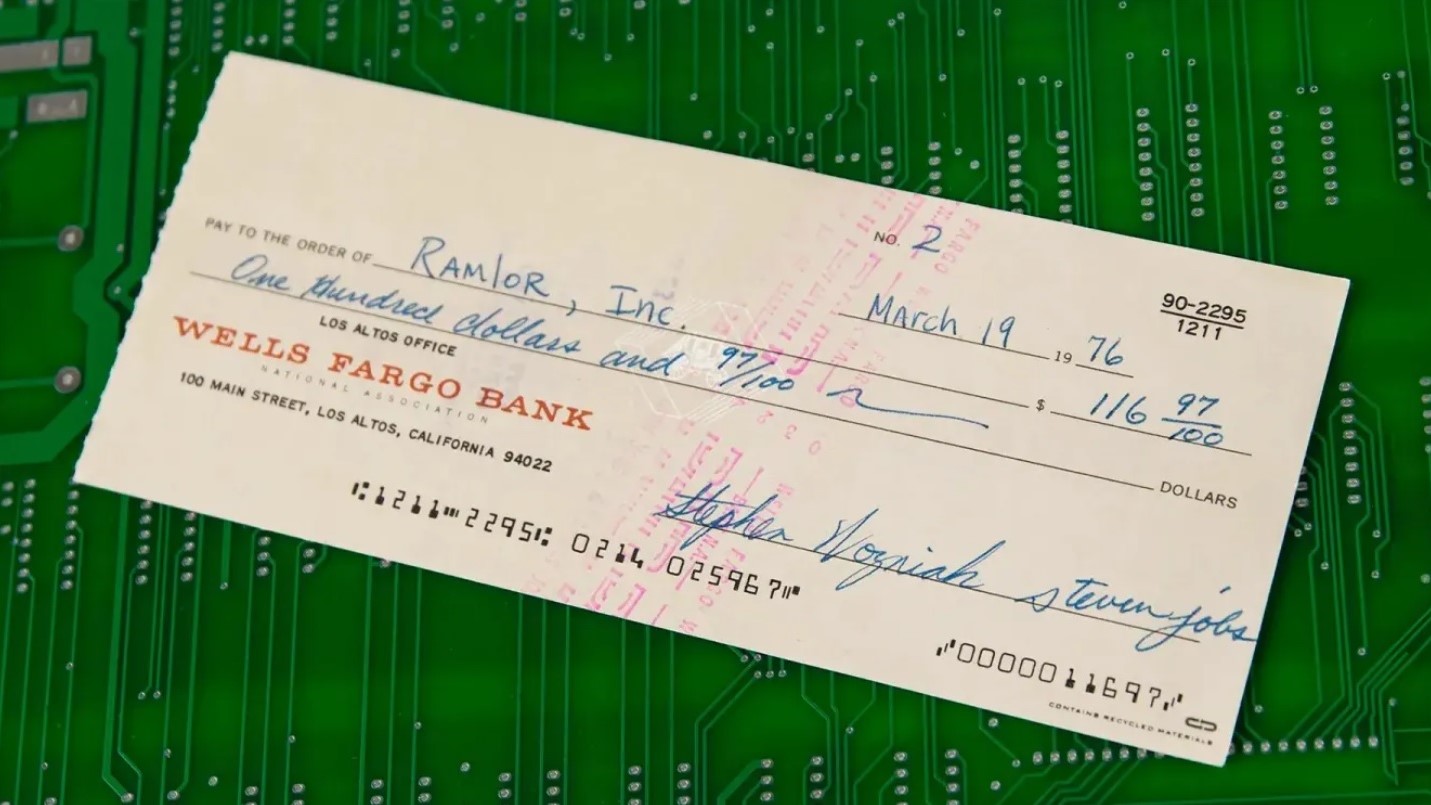 NO. 2
90-2295
1211
March 19 19 76
PAY TO THE ORDER OF RAMlOR, Inc.
$ 116 97/100
One Hundred dollars and 97/100
DOLLARS
LOS ALTOS OFFICE
WELLS FARGO BANK
NATIONAL ASSOCIATION
100 MAIN STREET, LOS ALTOS, CALIFORNIA 94022
Stephen Wozniak steven jobs
⑆1211⑉2295⑆ 0214 025967⑈
⑇0000011697⑇
CONTAINS RECYCLED MATERIALS